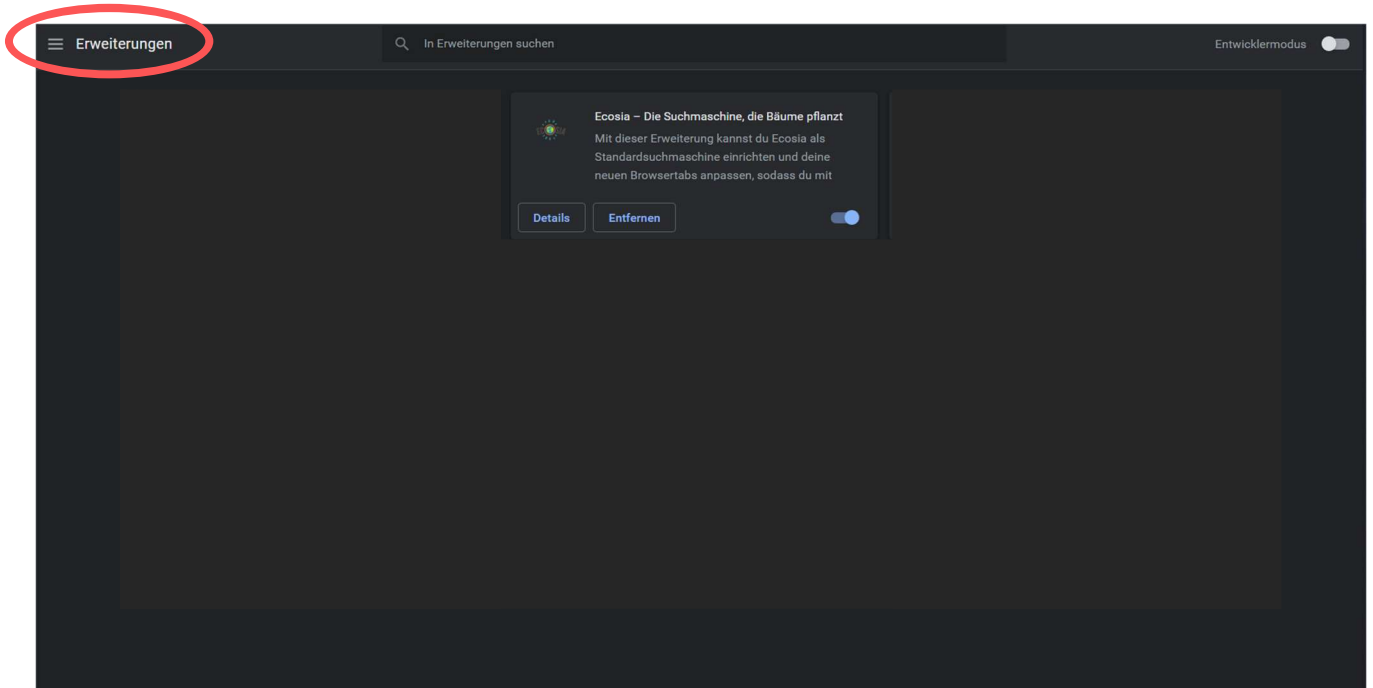 Erweiterungen
In Erweiterungen suchen
Entwicklermodus
Ecosia – Die Suchmaschine, die Bäume pflanzt
Mit dieser Erweiterung kannst du Ecosia als
Standardsuchmaschine einrichten und deine
neuen Browsertabs anpassen, sodass du mit
Details
Entfernen